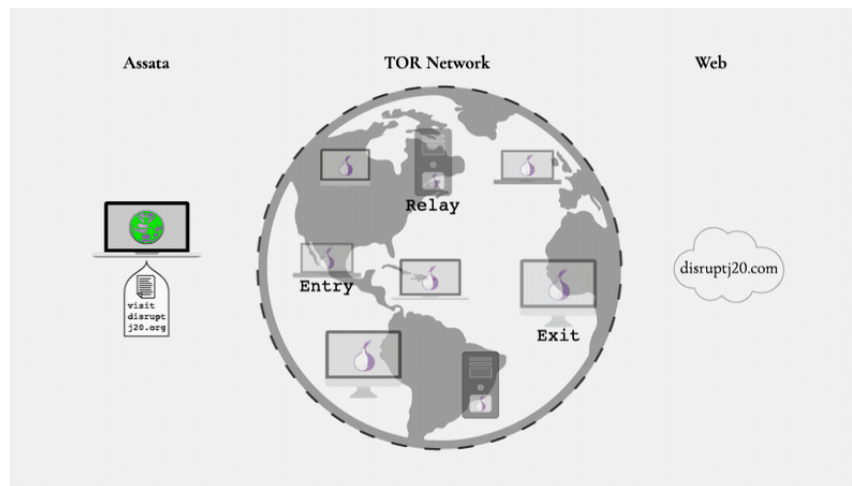 Assata
TOR Network
Web
Relay
Entry
Exit
visit
disrupt
j20.org
disruptj20.com